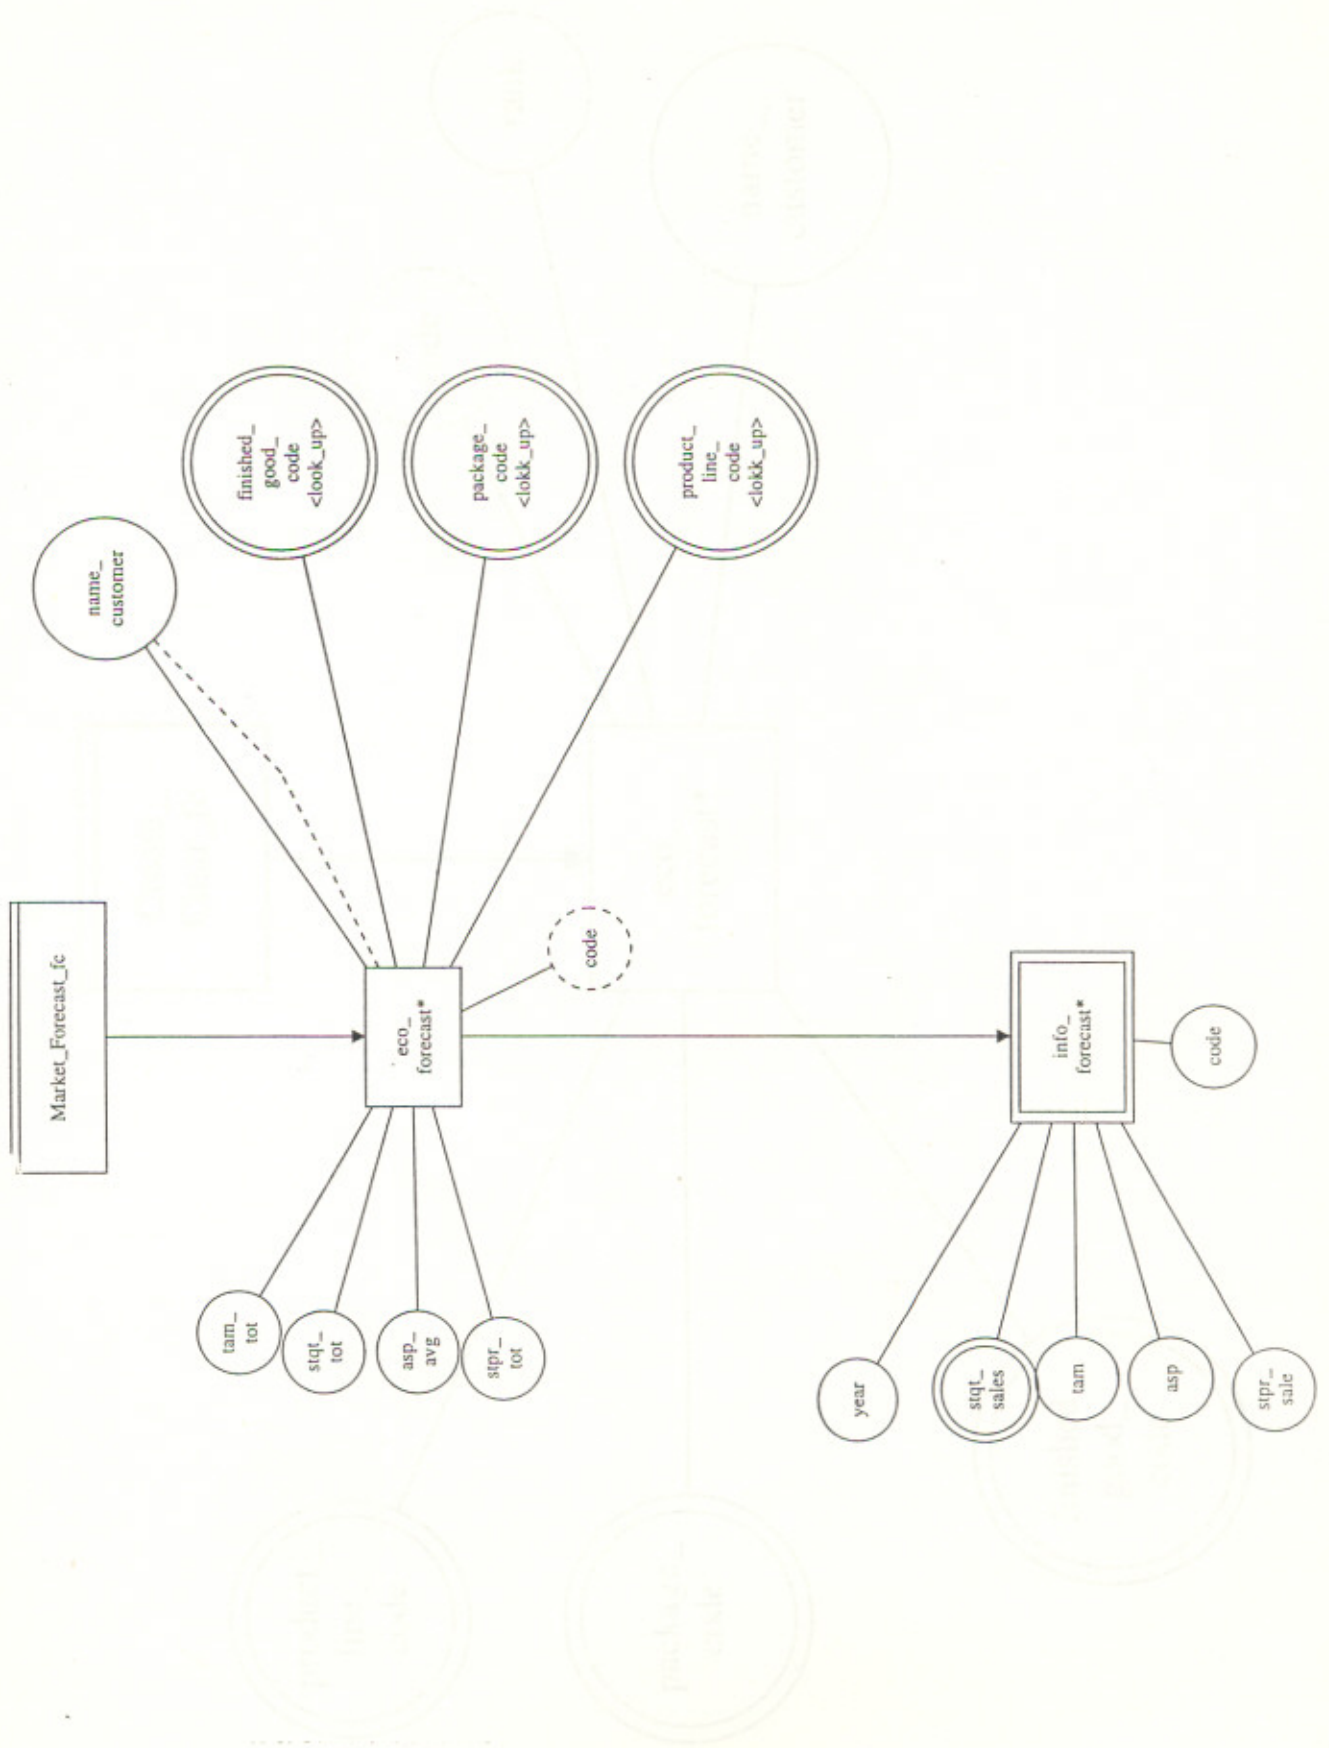 Market_Forecast_fc
name_
customer
finished_
good_
code
<look_up>
package_
code
<lokk_up>
product_
line_
code
<lokk_up>
eco_
forecast*
code
tam_
tot
stqt_
tot
asp_
avg
stpr_
tot
info_
forecast*
code
year
stqt_
sales
tam
asp
stpr_
sale